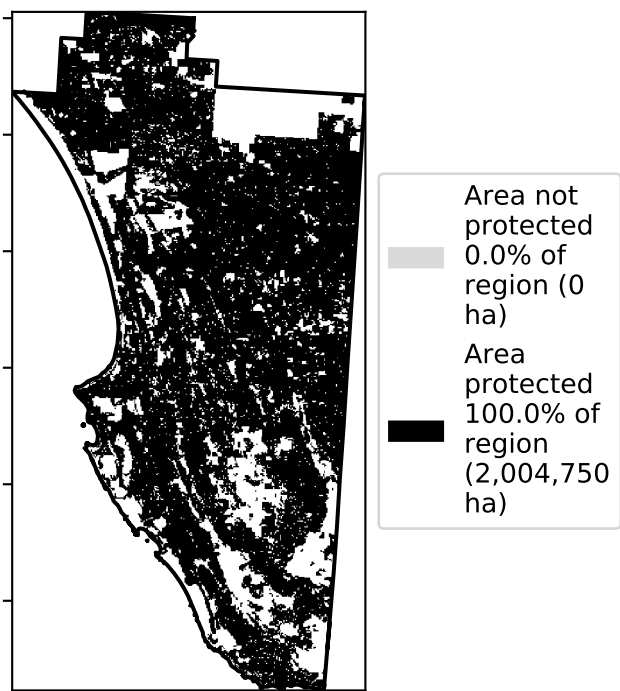 Area not
protected
0.0% of
region (0
ha)
Area
protected
100.0% of
region
(2,004,750
ha)